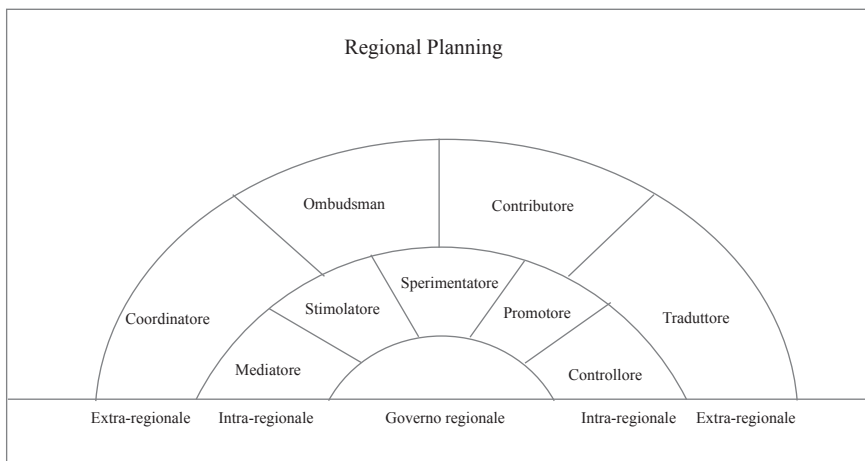 Regional Planning
Ombudsman
Contributore
Sperimentatore
Stimolatore
Promotore
Coordinatore
Traduttore
Mediatore
Controllore
Extra-regionale
Intra-regionale
Governo regionale
Intra-regionale
Extra-regionale